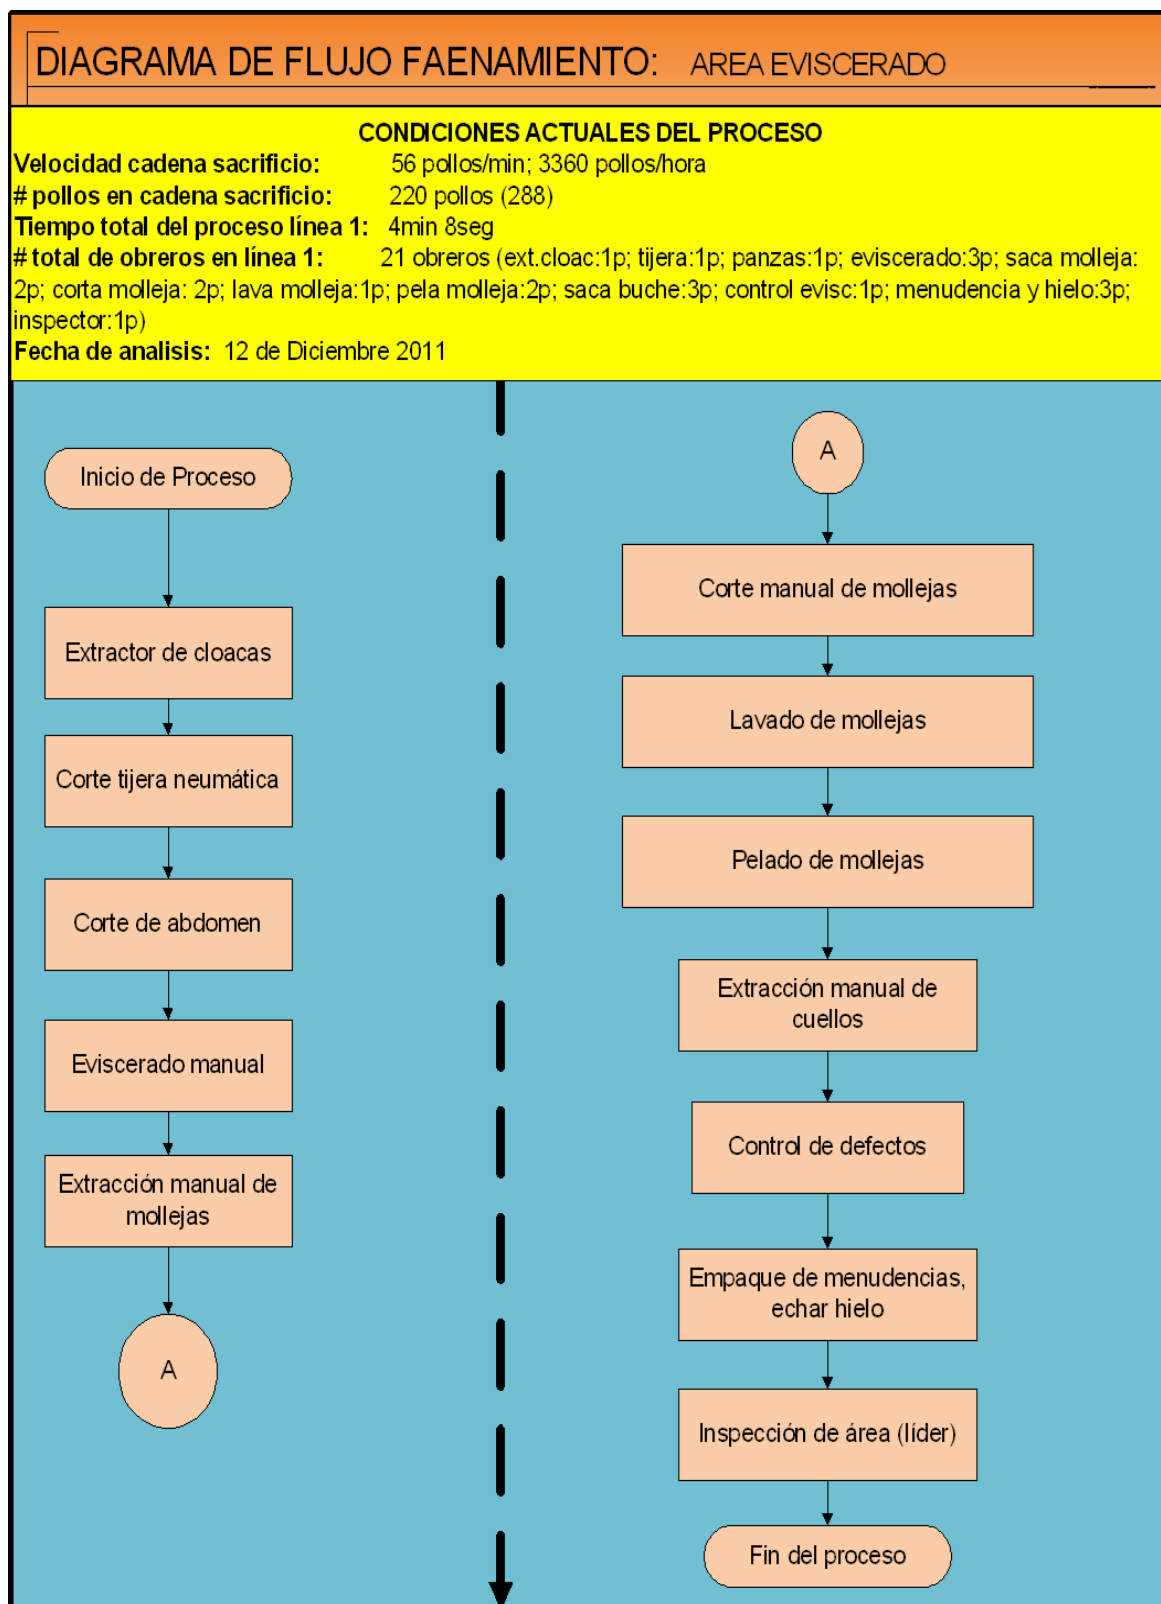 DIAGRAMA DE FLUJO FAENAMIENTO: AREA EVISCERADO
CONDICIONES ACTUALES DEL PROCESO
Velocidad cadena sacrificio: 56 pollos/min; 3360 pollos/hora
# pollos en cadena sacrificio: 220 pollos (288)
Tiempo total del proceso línea 1: 4min 8seg
# total de obreros en línea 1: 21 obreros (ext.cloac:1p; tijera:1p; panzas:1p; eviscerado:3p; saca molleja:
2p; corta molleja: 2p; lava molleja:1p; pela molleja:2p; saca buche:3p; control evisc:1p; menudencia y hielo:3p;
inspector:1p)
Fecha de analisis: 12 de Diciembre 2011
Inicio de Proceso
Extractor de cloacas
Corte tijera neumática
Corte de abdomen
Eviscerado manual
Extracción manual de
mollejas
A
A
Corte manual de mollejas
Lavado de mollejas
Pelado de mollejas
Extracción manual de
cuellos
Control de defectos
Empaque de menudencias,
echar hielo
Inspección de área (líder)
Fin del proceso